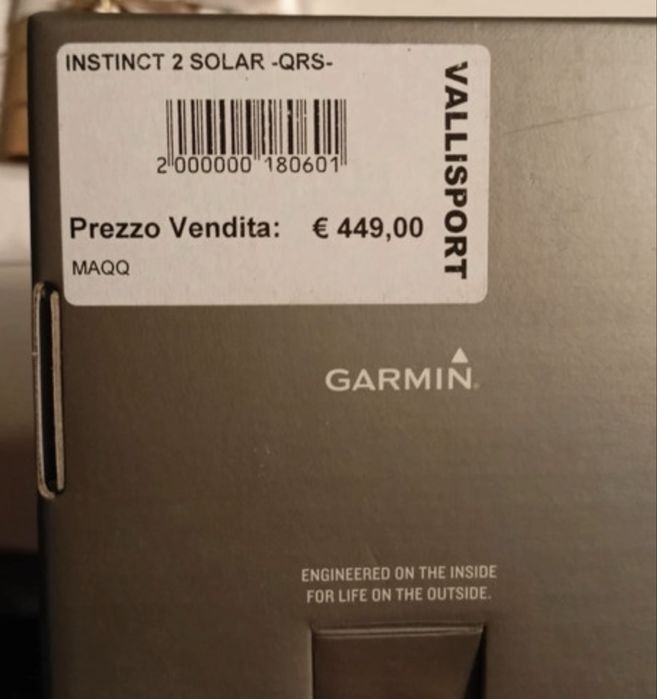 INSTINCT 2 SOLAR -QRS-
2 000000 180601
Prezzo Vendita: € 449,00
MAQQ
VALLISPORT
GARMIN
ENGINEERED ON THE INSIDE
FOR LIFE ON THE OUTSIDE.